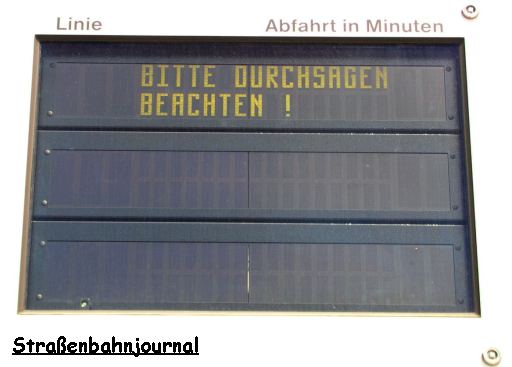 Linie Abfahrt in Minuten
BITTE DURCHSAGEN
BEACHTEN !
Straßenbahnjournal